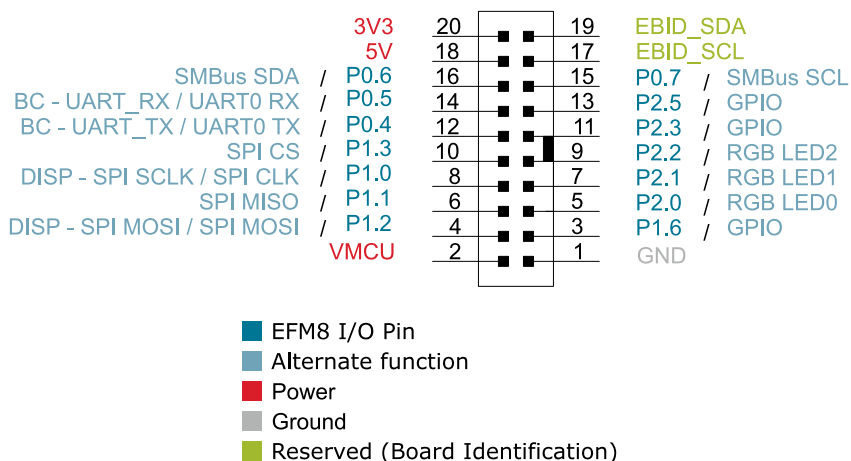 3V3 20 19 EBID_SDA
5V 18 17 EBID_SCL
SMBus SDA / P0.6 16 15 P0.7 / SMBus SCL
BC - UART_RX / UART0 RX / P0.5 14 13 P2.5 / GPIO
BC - UART_TX / UART0 TX / P0.4 12 11 P2.3 / GPIO
SPI CS / P1.3 10 9 P2.2 / RGB LED2
DISP - SPI SCLK / SPI CLK / P1.0 8 7 P2.1 / RGB LED1
SPI MISO / P1.1 6 5 P2.0 / RGB LED0
DISP - SPI MOSI / SPI MOSI / P1.2 4 3 P1.6 / GPIO
VMCU 2 1 GND
EFM8 I/O Pin
Alternate function
Power
Ground
Reserved (Board Identification)